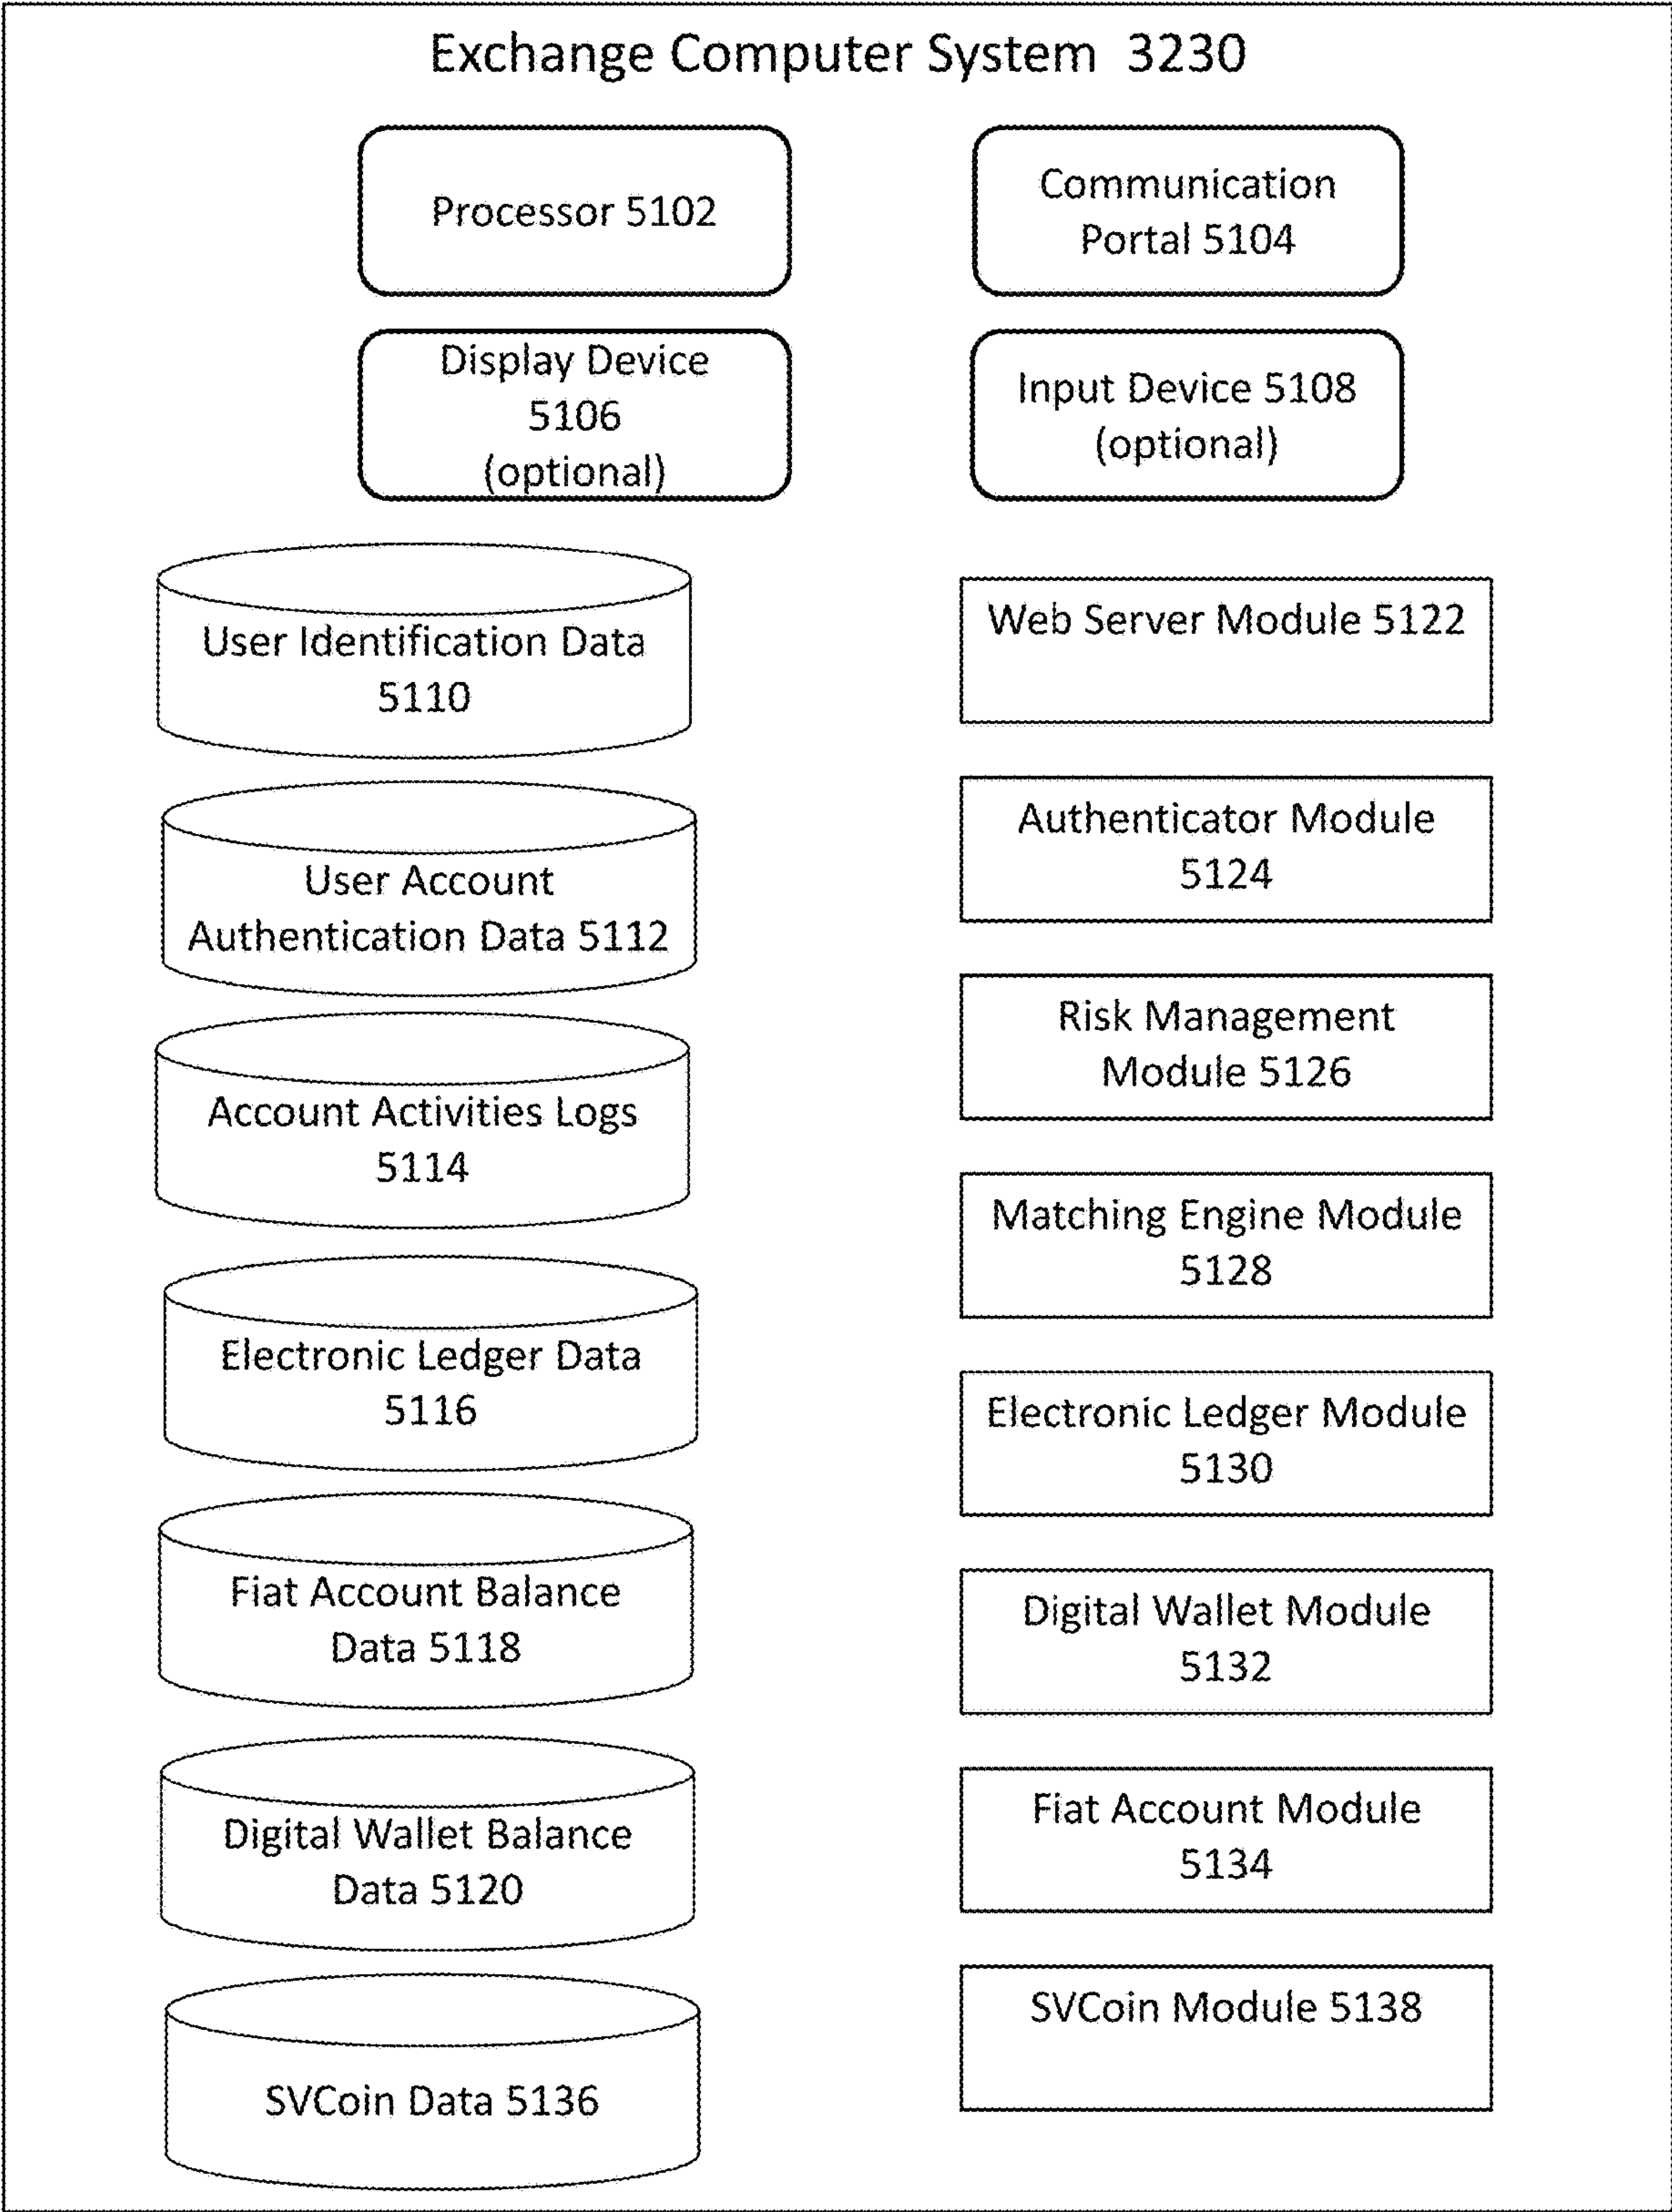 Exchange Computer System 3230
Processor 5102
Communication
Portal 5104
Display Device
5106
(optional)
Input Device 5108
(optional)
User Identification Data
5110
User Account
Authentication Data 5112
Account Activities Logs
5114
Electronic Ledger Data
5116
Fiat Account Balance
Data 5118
Digital Wallet Balance
Data 5120
SVCoin Data 5136
Web Server Module 5122
Authenticator Module
5124
Risk Management
Module 5126
Matching Engine Module
5128
Electronic Ledger Module
5130
Digital Wallet Module
5132
Fiat Account Module
5134
SVCoin Module 5138